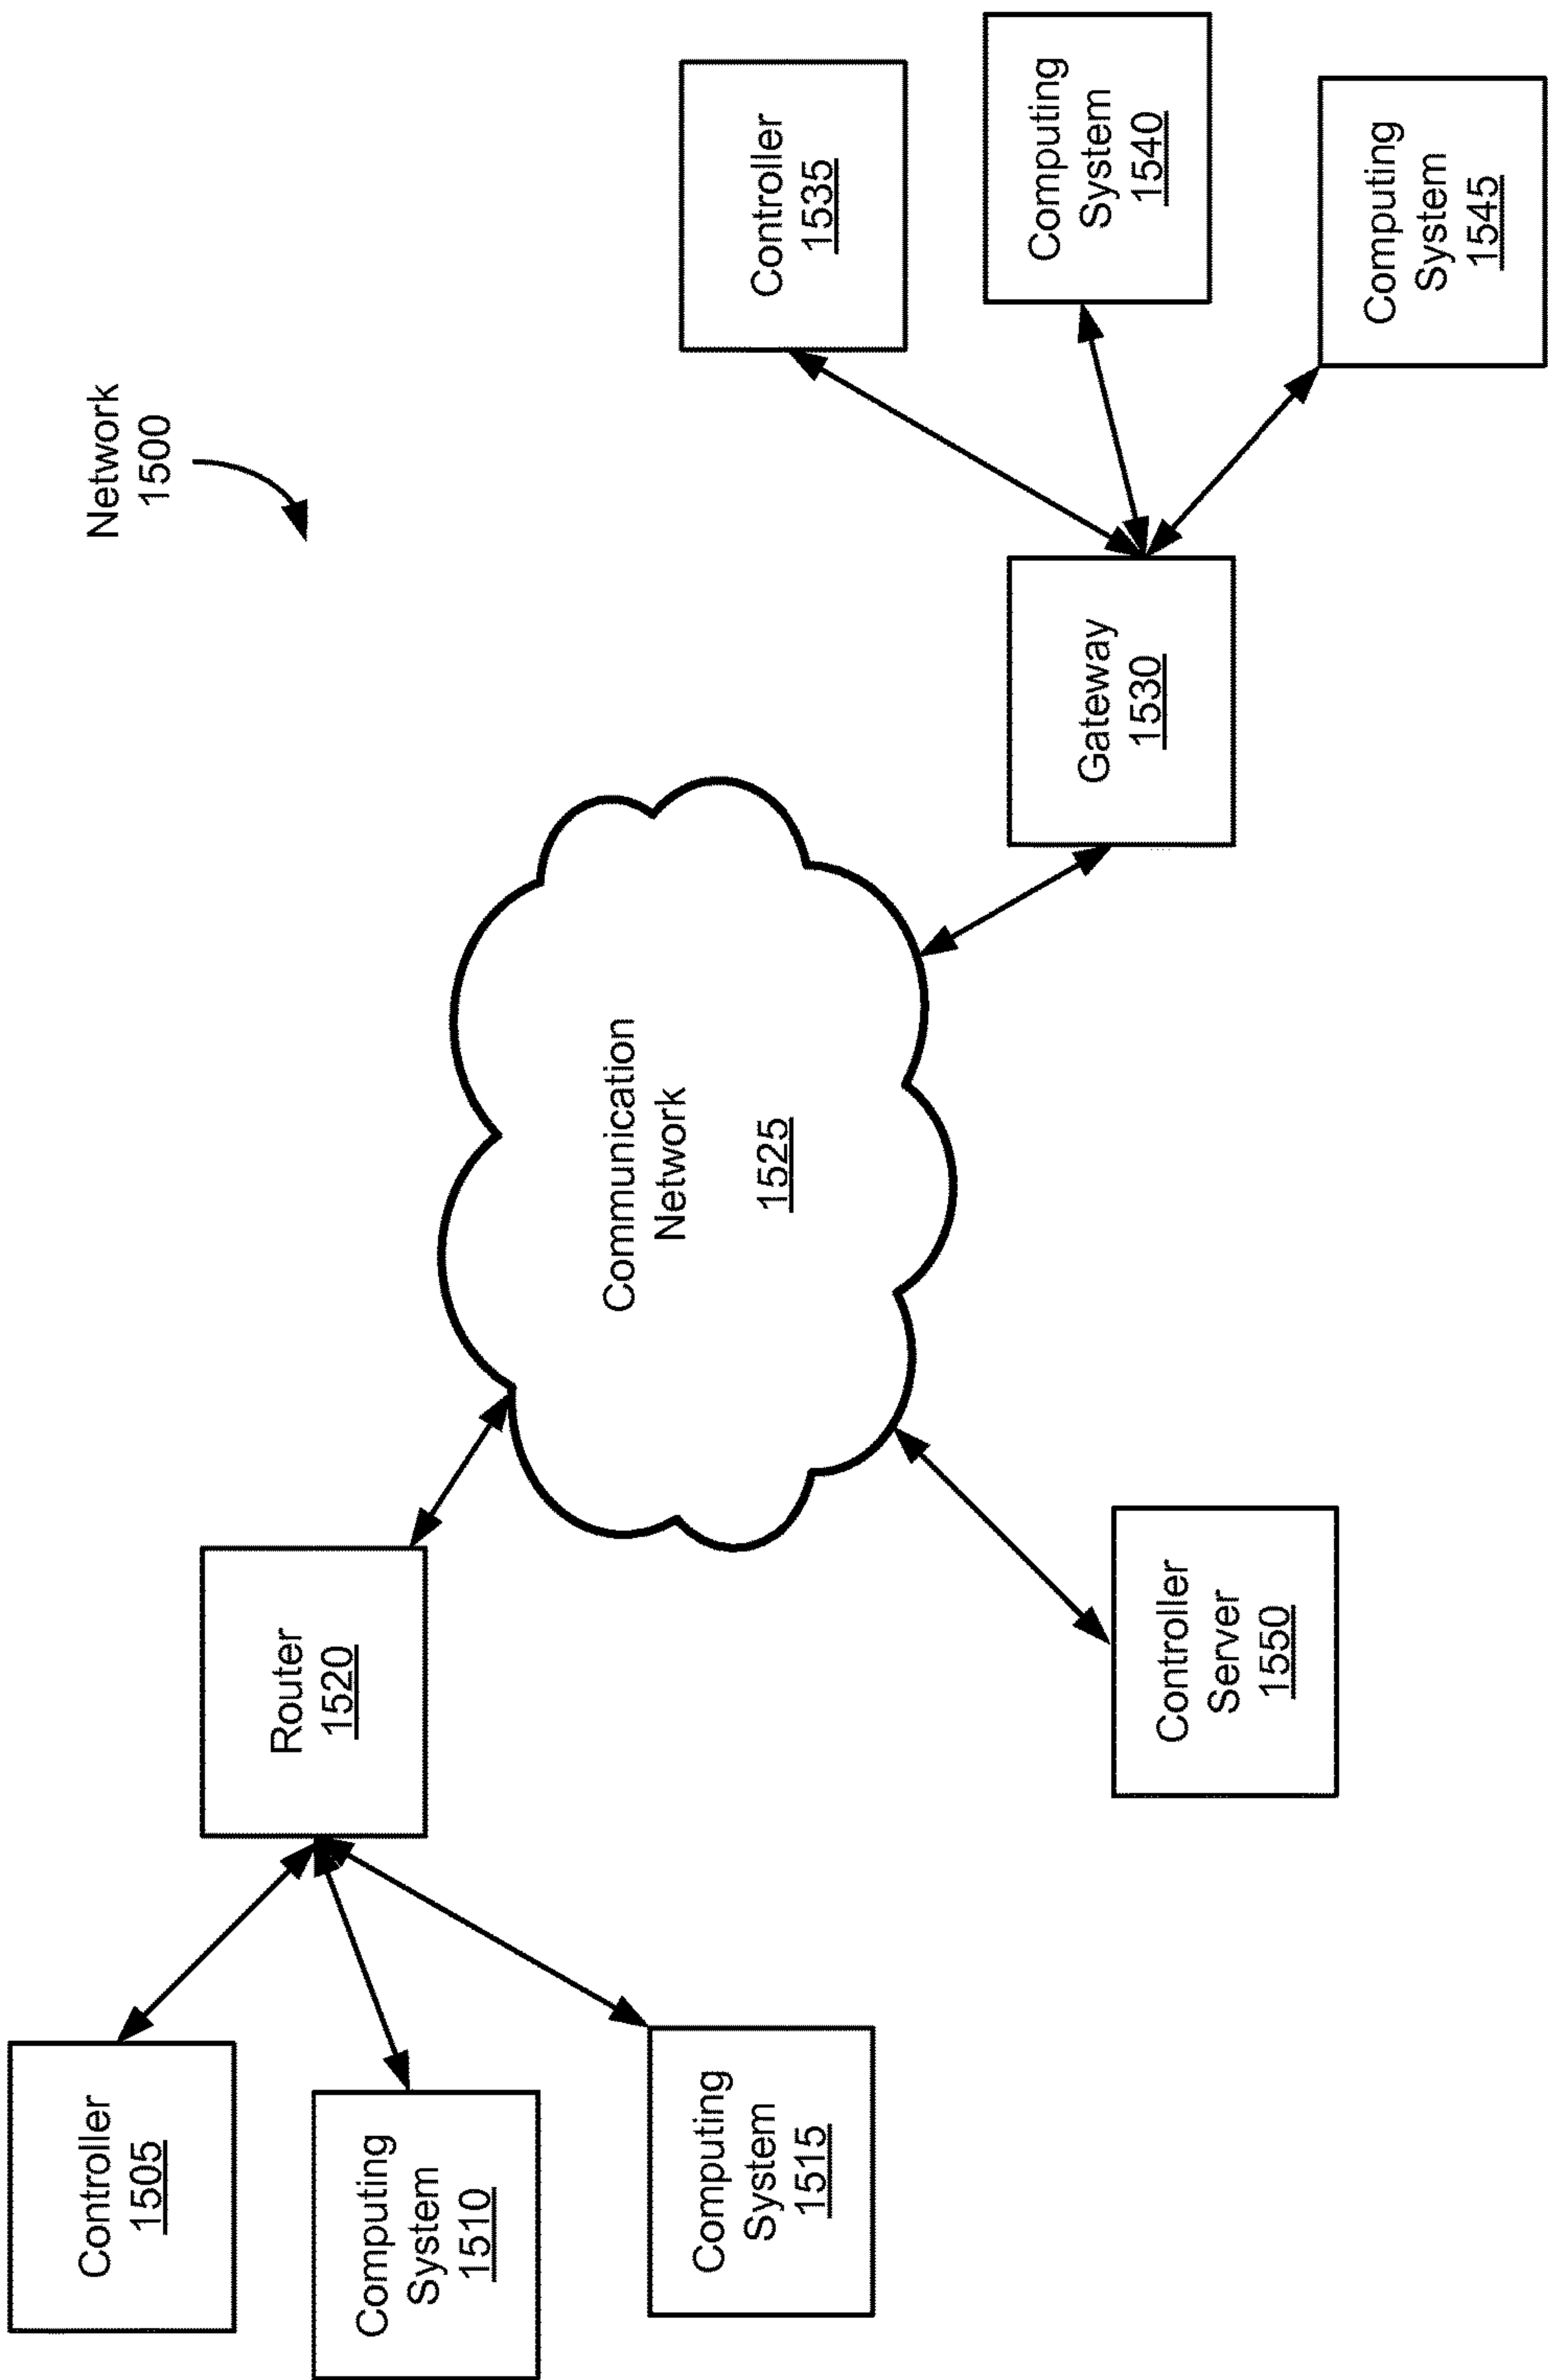 Network
1500
Controller
1505
Computing
System
1510
Computing
System
1515
Router
1520
Communication
Network
1525
Controller
Server
1550
Gateway
1530
Controller
1535
Computing
System
1540
Computing
System
1545